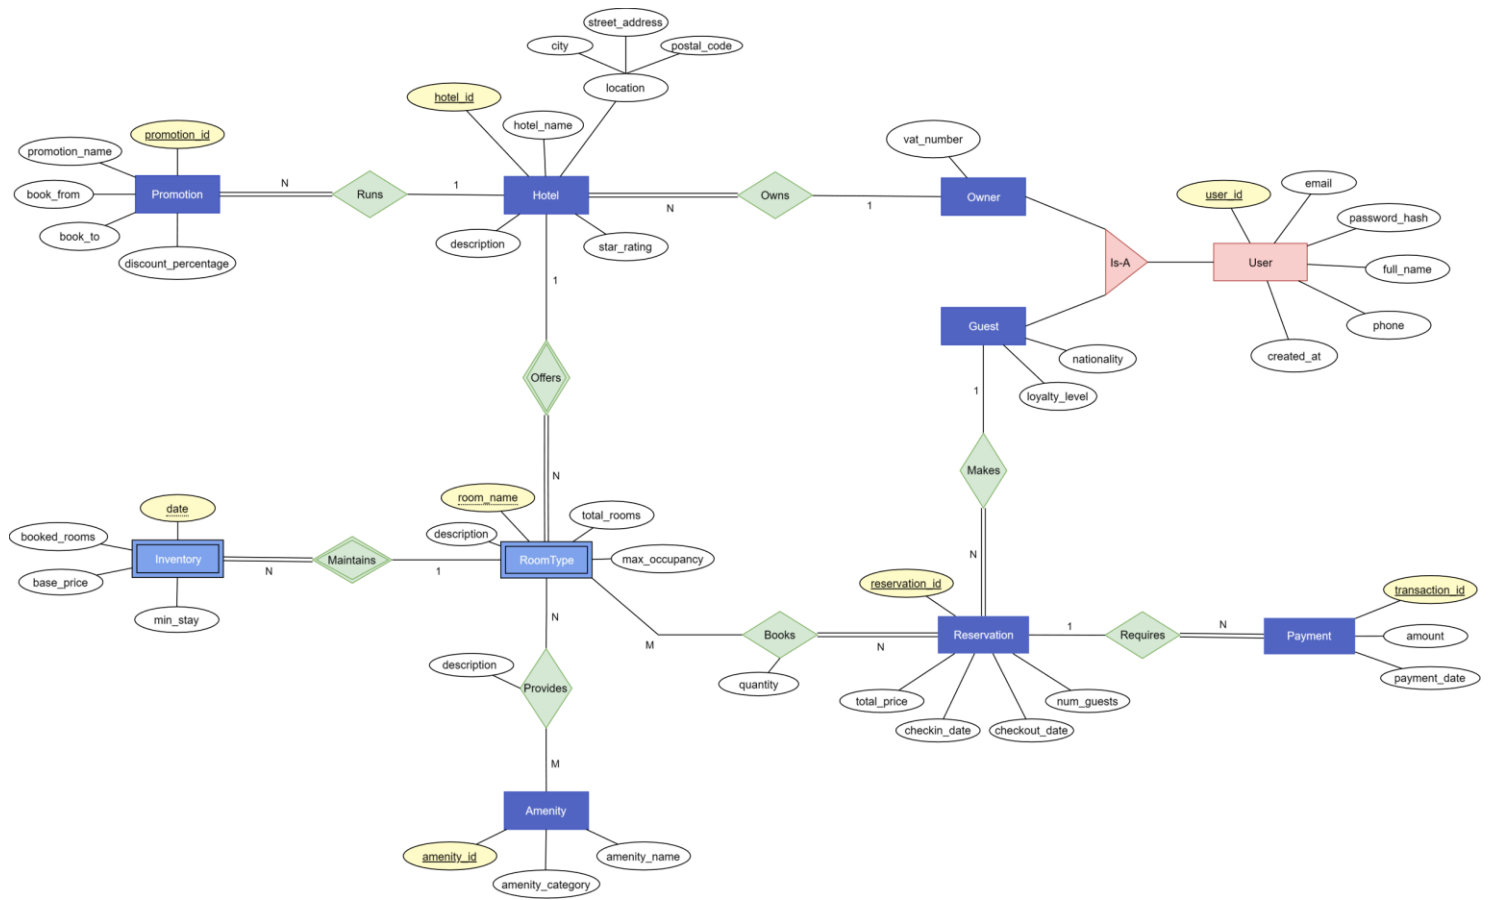 street_address
city
postal_code
location
hotel_id
hotel_name
vat_number
promotion_id
promotion_name
book_from
book_to
discount_percentage
Promotion
N
Runs
1
Hotel
description
star_rating
N
Owns
1
Owner
Is-A
user_id
email
password_hash
full_name
phone
created_at
User
Guest
nationality
loyalty_level
1
Offers
N
1
Makes
N
date
booked_rooms
base_price
min_stay
Inventory
N
Maintains
1
room_name
description
total_rooms
max_occupancy
RoomType
M
Books
quantity
N
reservation_id
Reservation
total_price
checkin_date
checkout_date
num_guests
1
Requires
N
transaction_id
Payment
amount
payment_date
N
description
Provides
M
Amenity
amenity_id
amenity_category
amenity_name